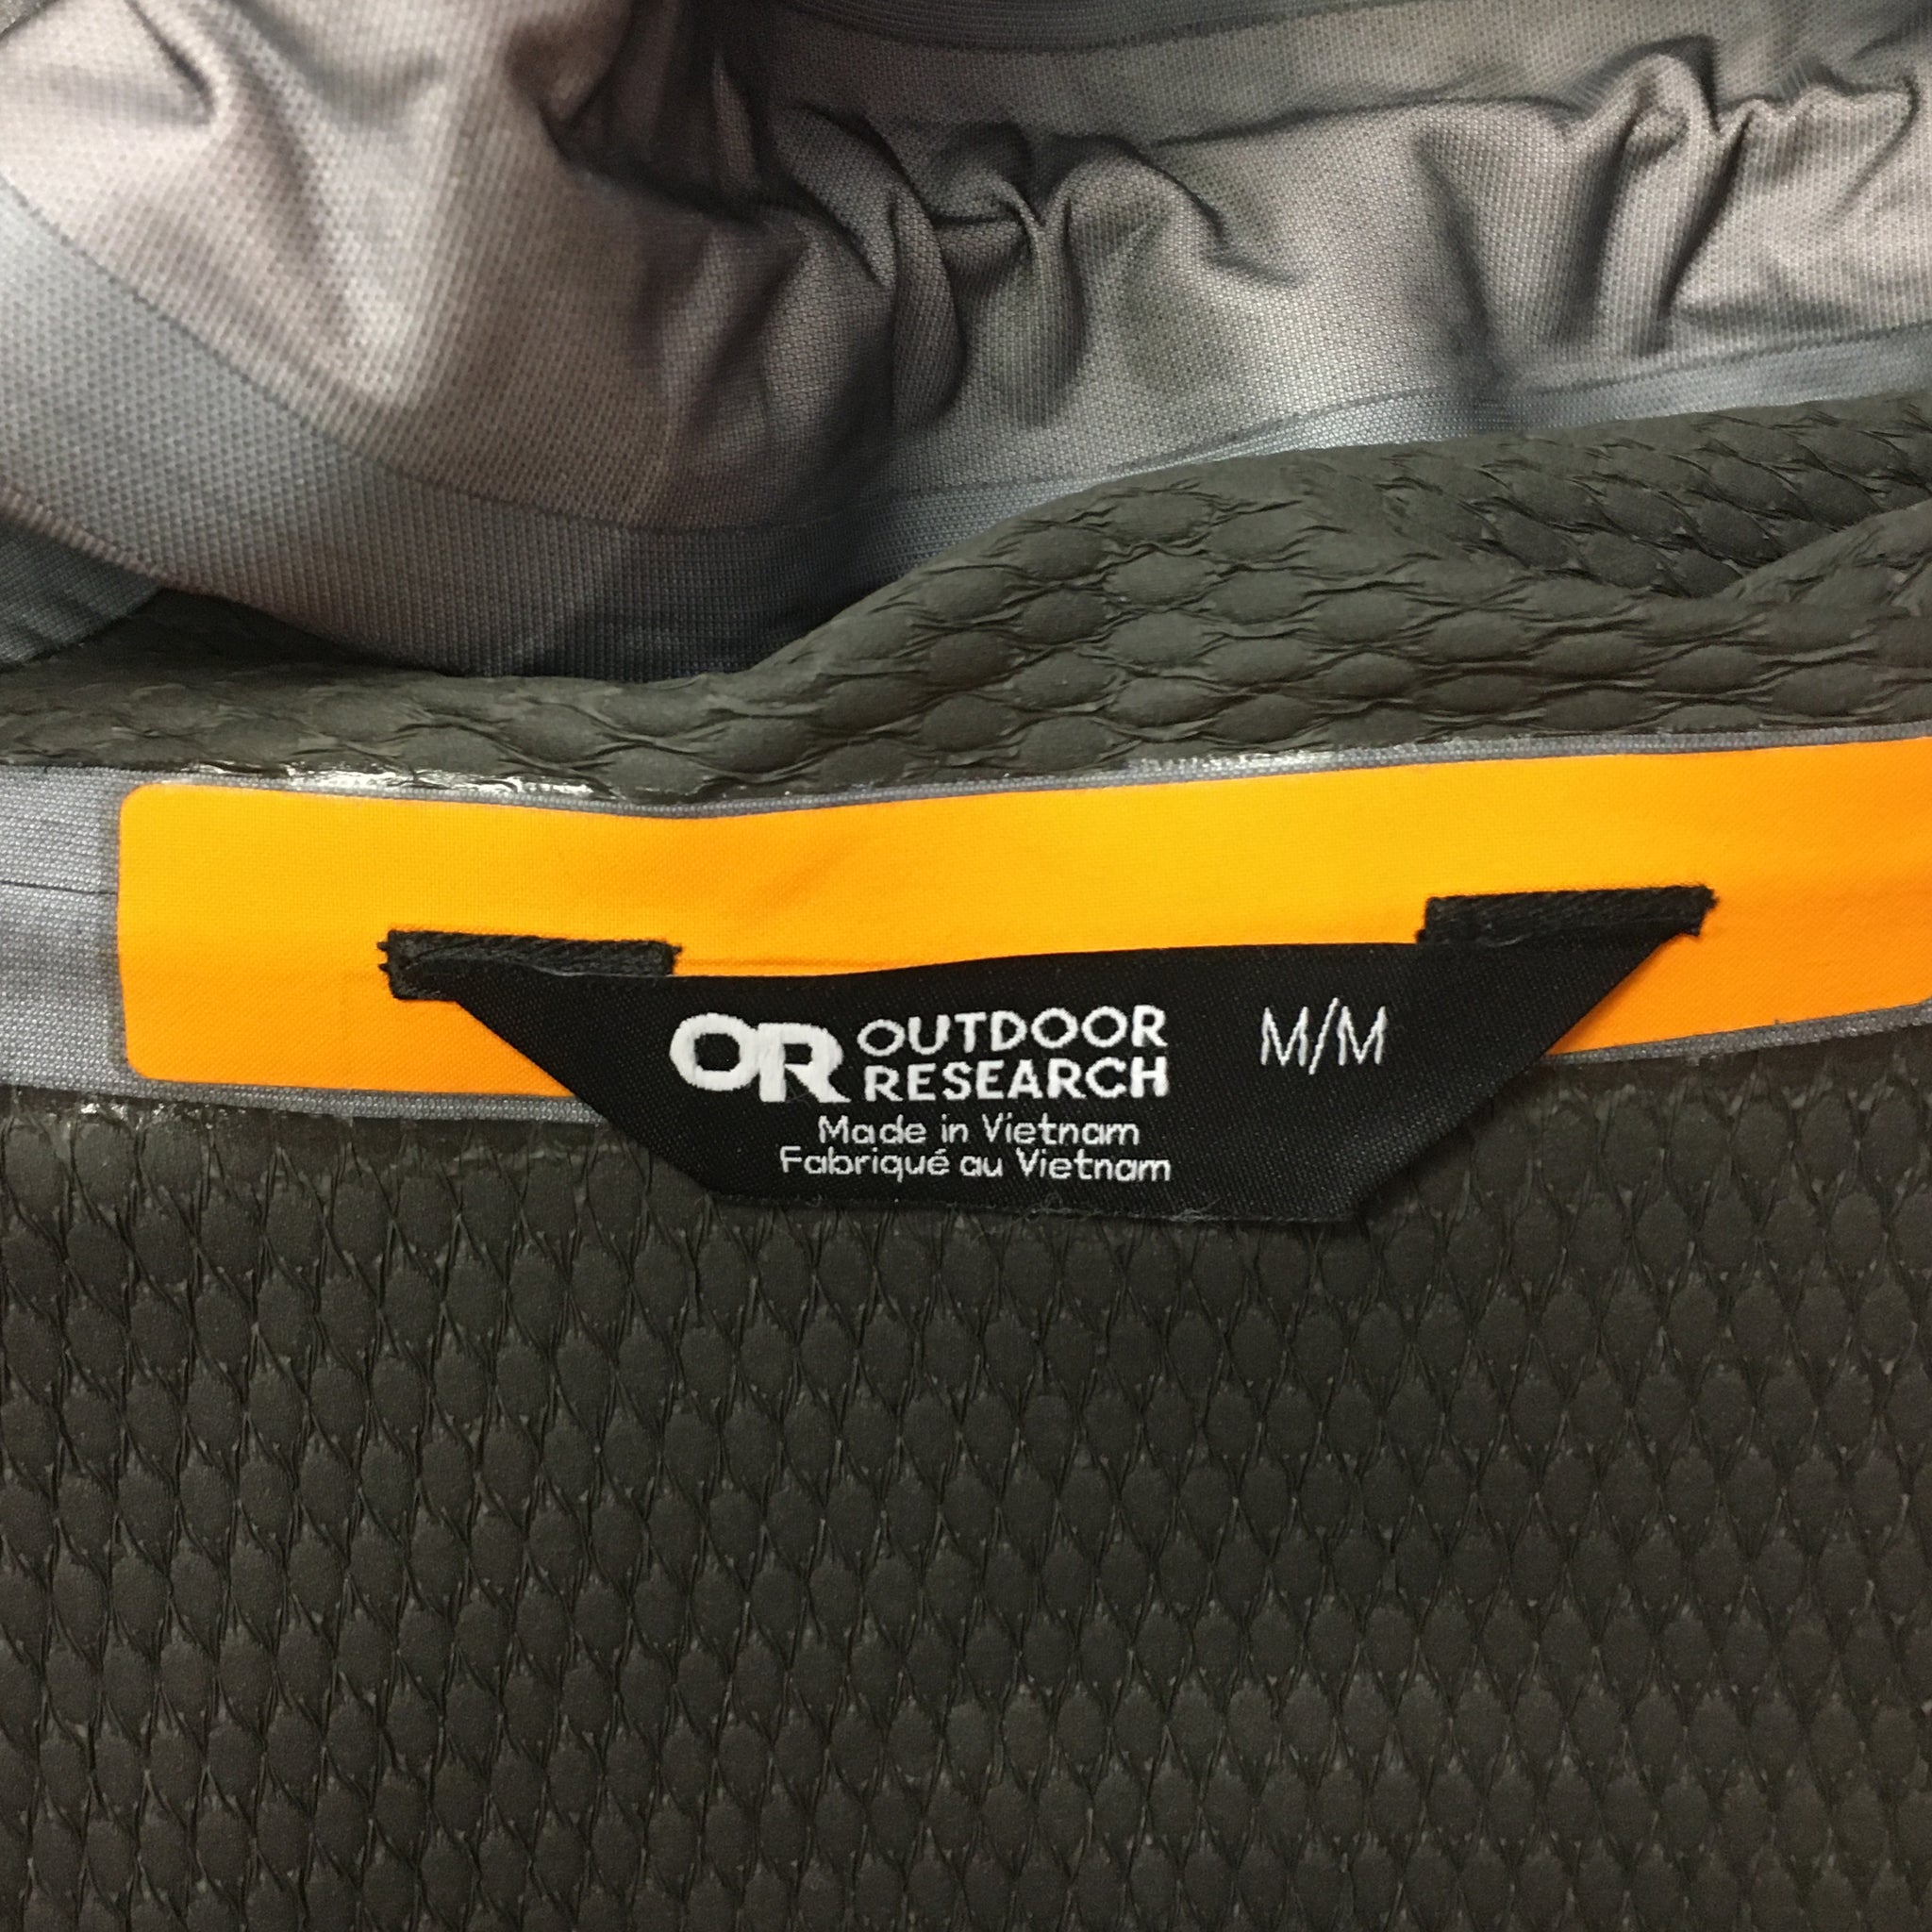 OR OUTDOOR RESEARCH M/M
Made in Vietnam
Fabriqué au Vietnam